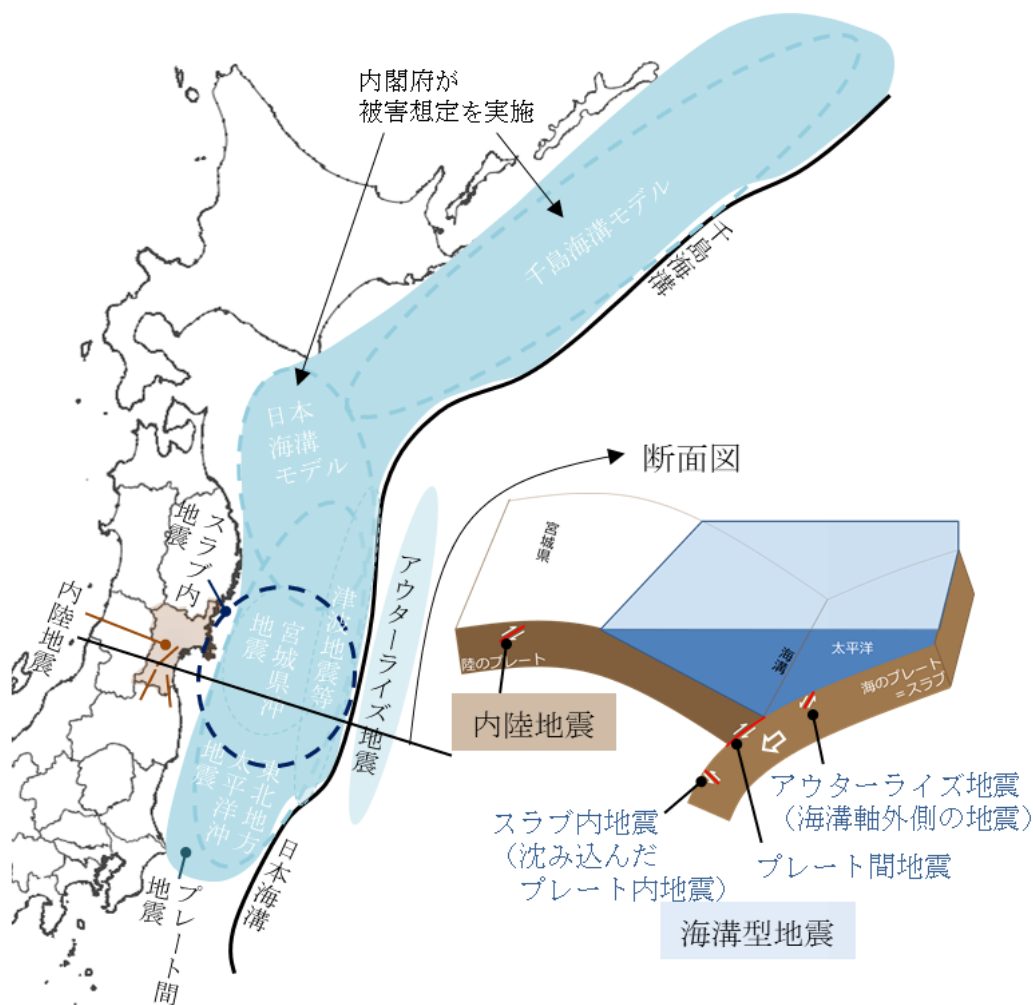 内閣府が
被害想定を実施
千島海溝モデル
千島海溝
日本
海溝
モデル
断面図
スラブ内
地震
アウターライズ地震
内陸地震
津波地震等
宮城県沖
地震
東北地方
太平洋沖
地震
日本海溝
プレート間
地震
宮城県
陸のプレート
海溝
太平洋
海のプレート
=スラブ
内陸地震
アウターライズ地震
(海溝軸外側の地震)
スラブ内地震
(沈み込んだ
プレート内地震)
プレート間地震
海溝型地震